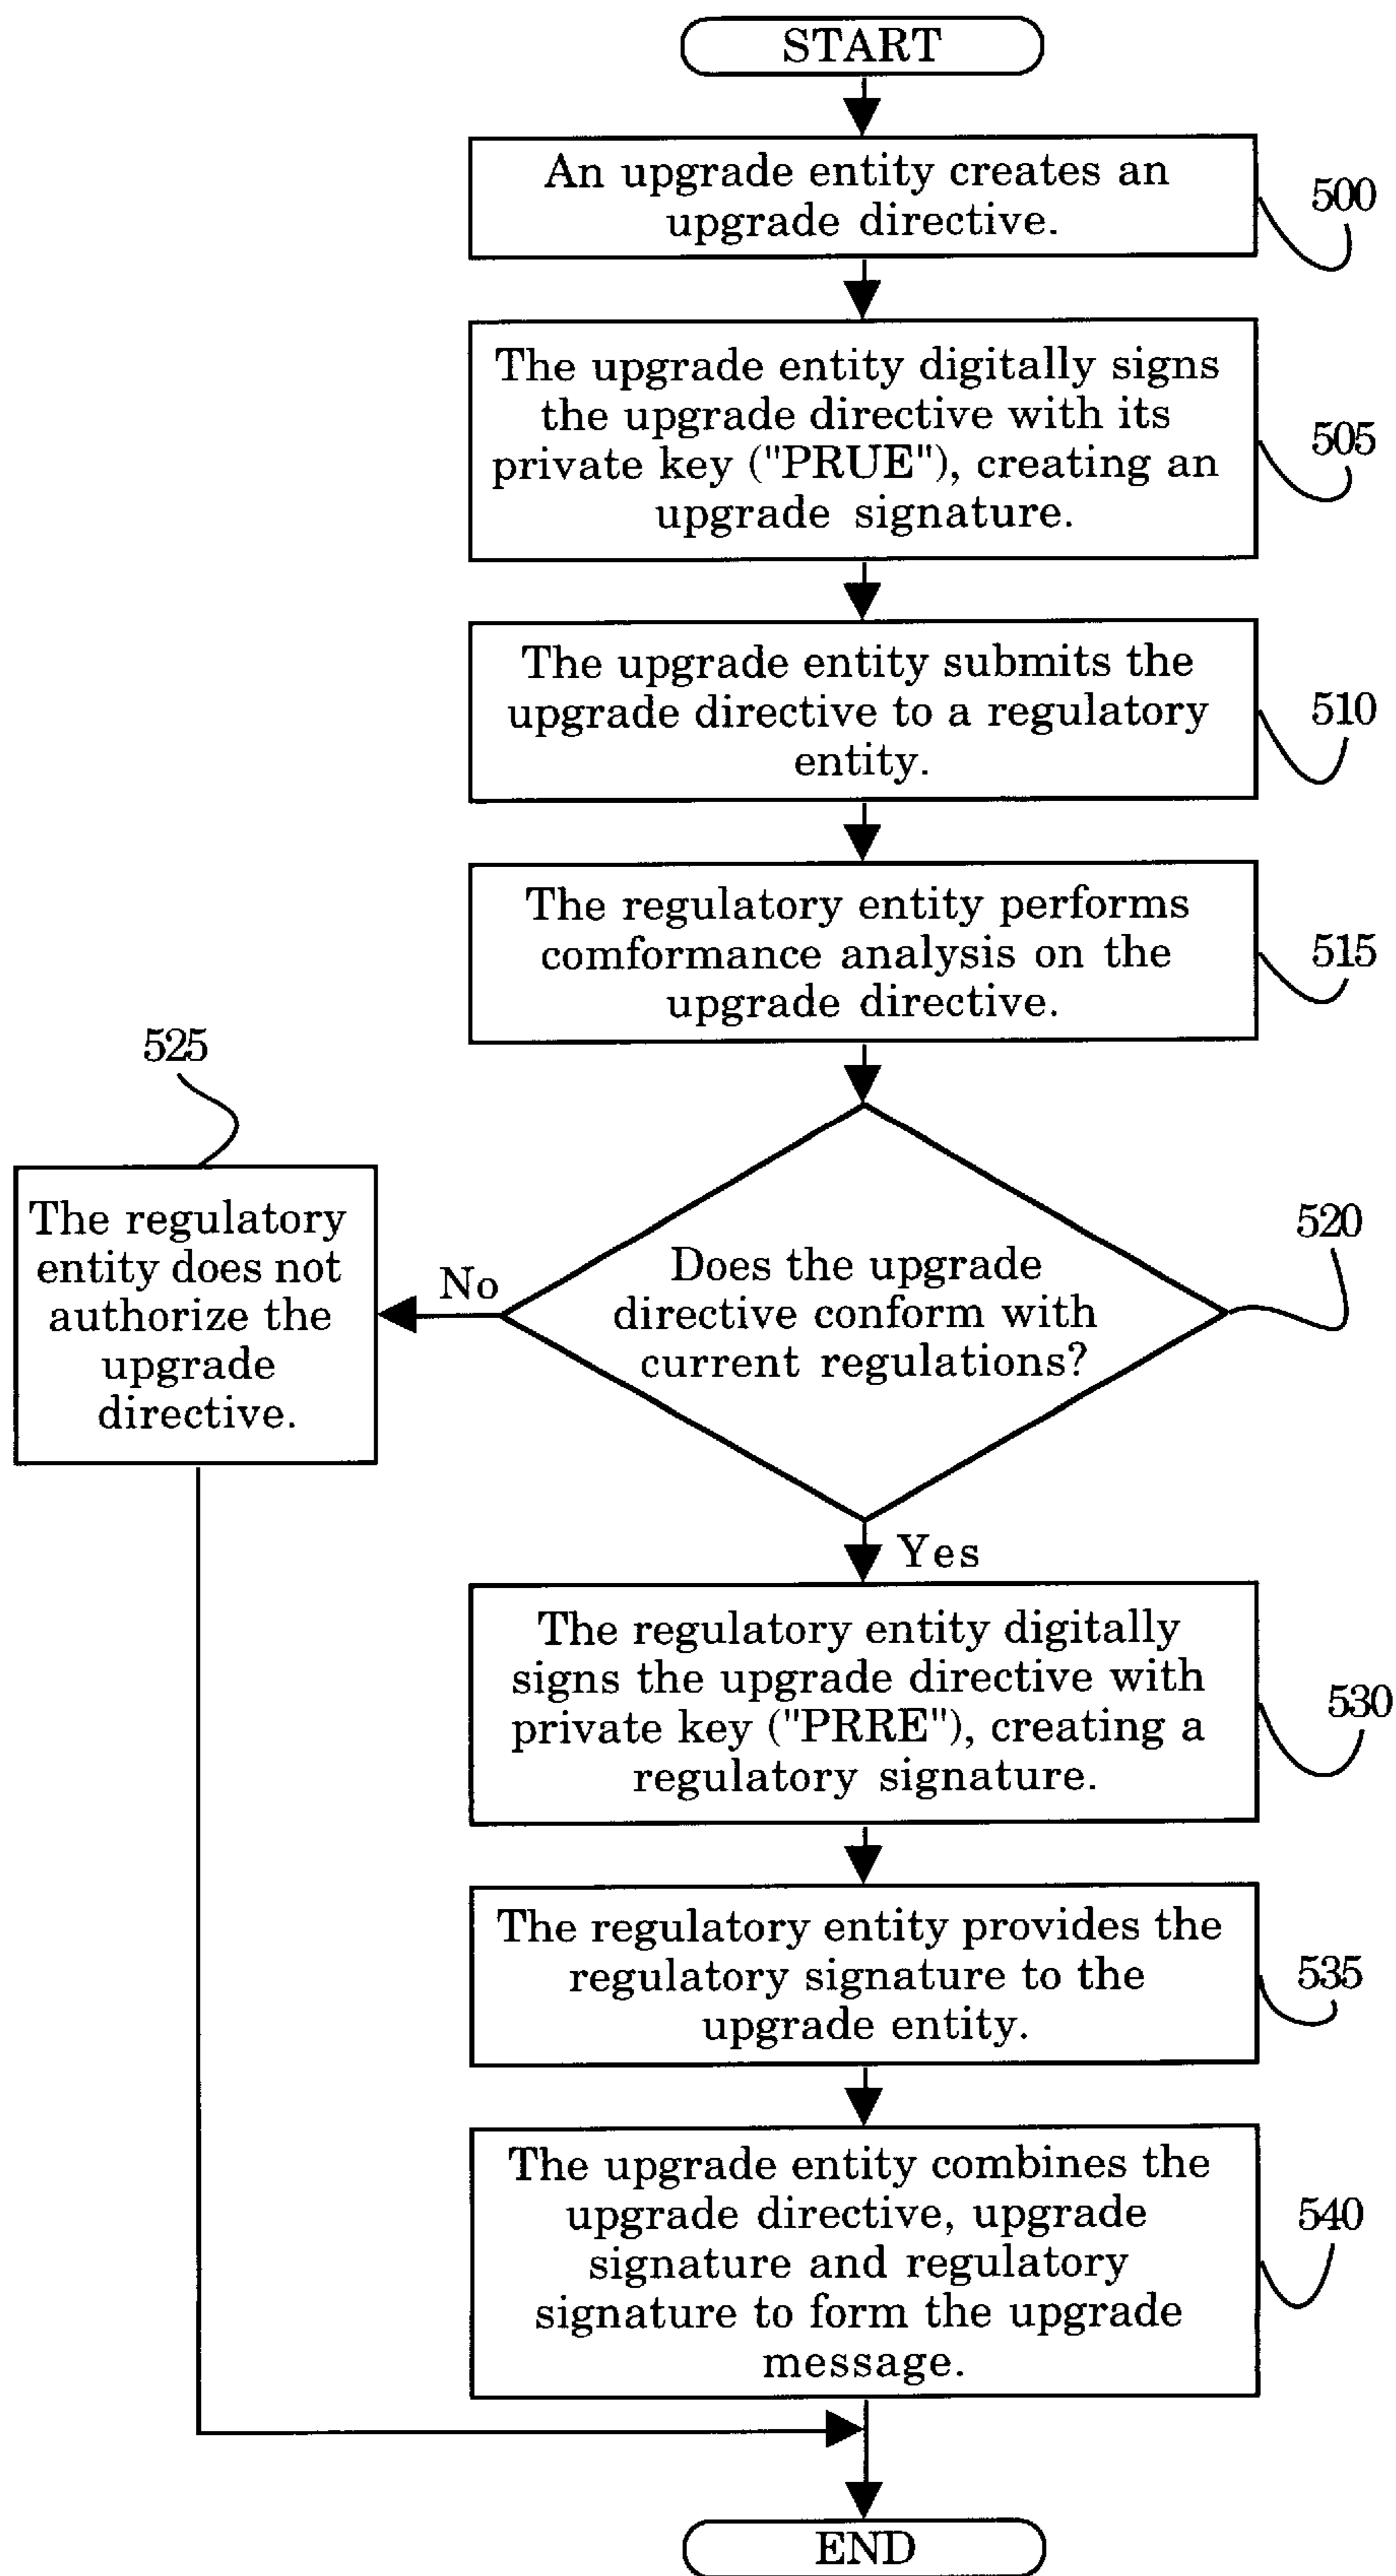 START
An upgrade entity creates an
upgrade directive.
500
The upgrade entity digitally signs
the upgrade directive with its
private key ("PRUE"), creating an
upgrade signature.
505
The upgrade entity submits the
upgrade directive to a regulatory
entity.
510
The regulatory entity performs
comformance analysis on the
upgrade directive.
515
525
The regulatory
entity does not
authorize the
upgrade
directive.
No
Does the upgrade
directive conform with
current regulations?
520
Yes
The regulatory entity digitally
signs the upgrade directive with
private key ("PRRE"), creating a
regulatory signature.
530
The regulatory entity provides the
regulatory signature to the
upgrade entity.
535
The upgrade entity combines the
upgrade directive, upgrade
signature and regulatory
signature to form the upgrade
message.
540
END